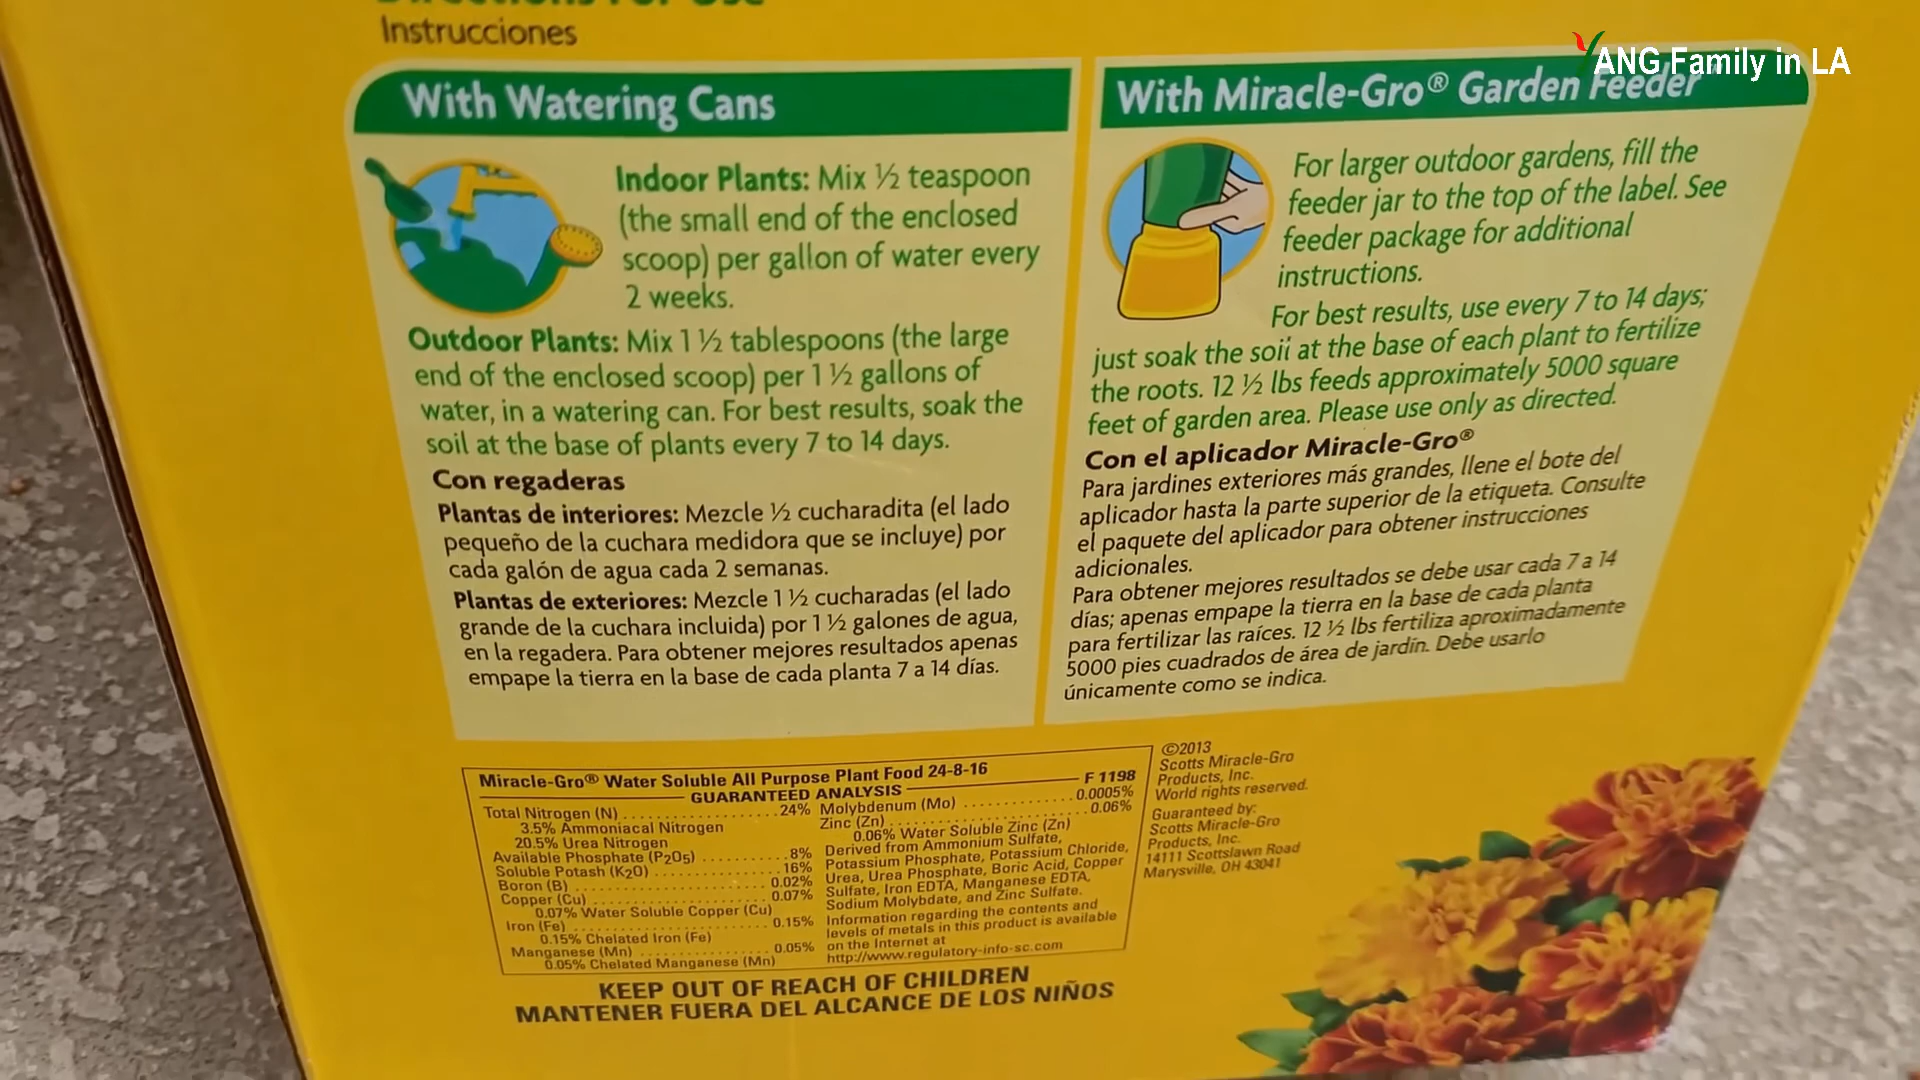 Directions For Use
Instrucciones
YANG Family in LA
With Watering Cans
Indoor Plants: Mix ½ teaspoon
(the small end of the enclosed
scoop) per gallon of water every
2 weeks.
Outdoor Plants: Mix 1 ½ tablespoons (the large
end of the enclosed scoop) per 1 ½ gallons of
water, in a watering can. For best results, soak the
soil at the base of plants every 7 to 14 days.
Con regaderas
Plantas de interiores: Mezcle ½ cucharadita (el lado
pequeño de la cuchara medidora que se incluye) por
cada galón de agua cada 2 semanas.
Plantas de exteriores: Mezcle 1 ½ cucharadas (el lado
grande de la cuchara incluida) por 1 ½ galones de agua,
en la regadera. Para obtener mejores resultados apenas
empape la tierra en la base de cada planta 7 a 14 días.
With Miracle-Gro® Garden Feeder™
For larger outdoor gardens, fill the
feeder jar to the top of the label. See
feeder package for additional
instructions.
For best results, use every 7 to 14 days;
just soak the soil at the base of each plant to fertilize
the roots. 12 ½ lbs feeds approximately 5000 square
feet of garden area. Please use only as directed.
Con el aplicador Miracle-Gro®
Para jardines exteriores más grandes, llene el bote del
aplicador hasta la parte superior de la etiqueta. Consulte
el paquete del aplicador para obtener instrucciones
adicionales.
Para obtener mejores resultados se debe usar cada 7 a 14
días; apenas empape la tierra en la base de cada planta
para fertilizar las raíces. 12 ½ lbs fertiliza aproximadamente
5000 pies cuadrados de área de jardín. Debe usarlo
únicamente como se indica.
Miracle-Gro® Water Soluble All Purpose Plant Food 24-8-16
GUARANTEED ANALYSIS F 1198
Total Nitrogen (N) ................ 24%
3.5% Ammoniacal Nitrogen
20.5% Urea Nitrogen
Available Phosphate (P2O5) ........... 8%
Soluble Potash (K2O) ................ 16%
Boron (B) ........................ 0.02%
Copper (Cu) ...................... 0.07%
0.07% Water Soluble Copper (Cu)
Iron (Fe) ........................ 0.15%
0.15% Chelated Iron (Fe)
Manganese (Mn) ................... 0.05%
0.05% Chelated Manganese (Mn)
Molybdenum (Mo) .............. 0.0005%
Zinc (Zn) ........................ 0.06%
0.06% Water Soluble Zinc (Zn)
Derived from Ammonium Sulfate,
Potassium Phosphate, Potassium Chloride,
Urea, Urea Phosphate, Boric Acid, Copper
Sulfate, Iron EDTA, Manganese EDTA,
Sodium Molybdate, and Zinc Sulfate.
Information regarding the contents and
levels of metals in this product is available
on the Internet at
http://www.regulatory-info-sc.com
©2013
Scotts Miracle-Gro
Products, Inc.
World rights reserved.
Guaranteed by:
Scotts Miracle-Gro
Products, Inc.
14111 Scottslawn Road
Marysville, OH 43041
KEEP OUT OF REACH OF CHILDREN
MANTENER FUERA DEL ALCANCE DE LOS NIÑOS